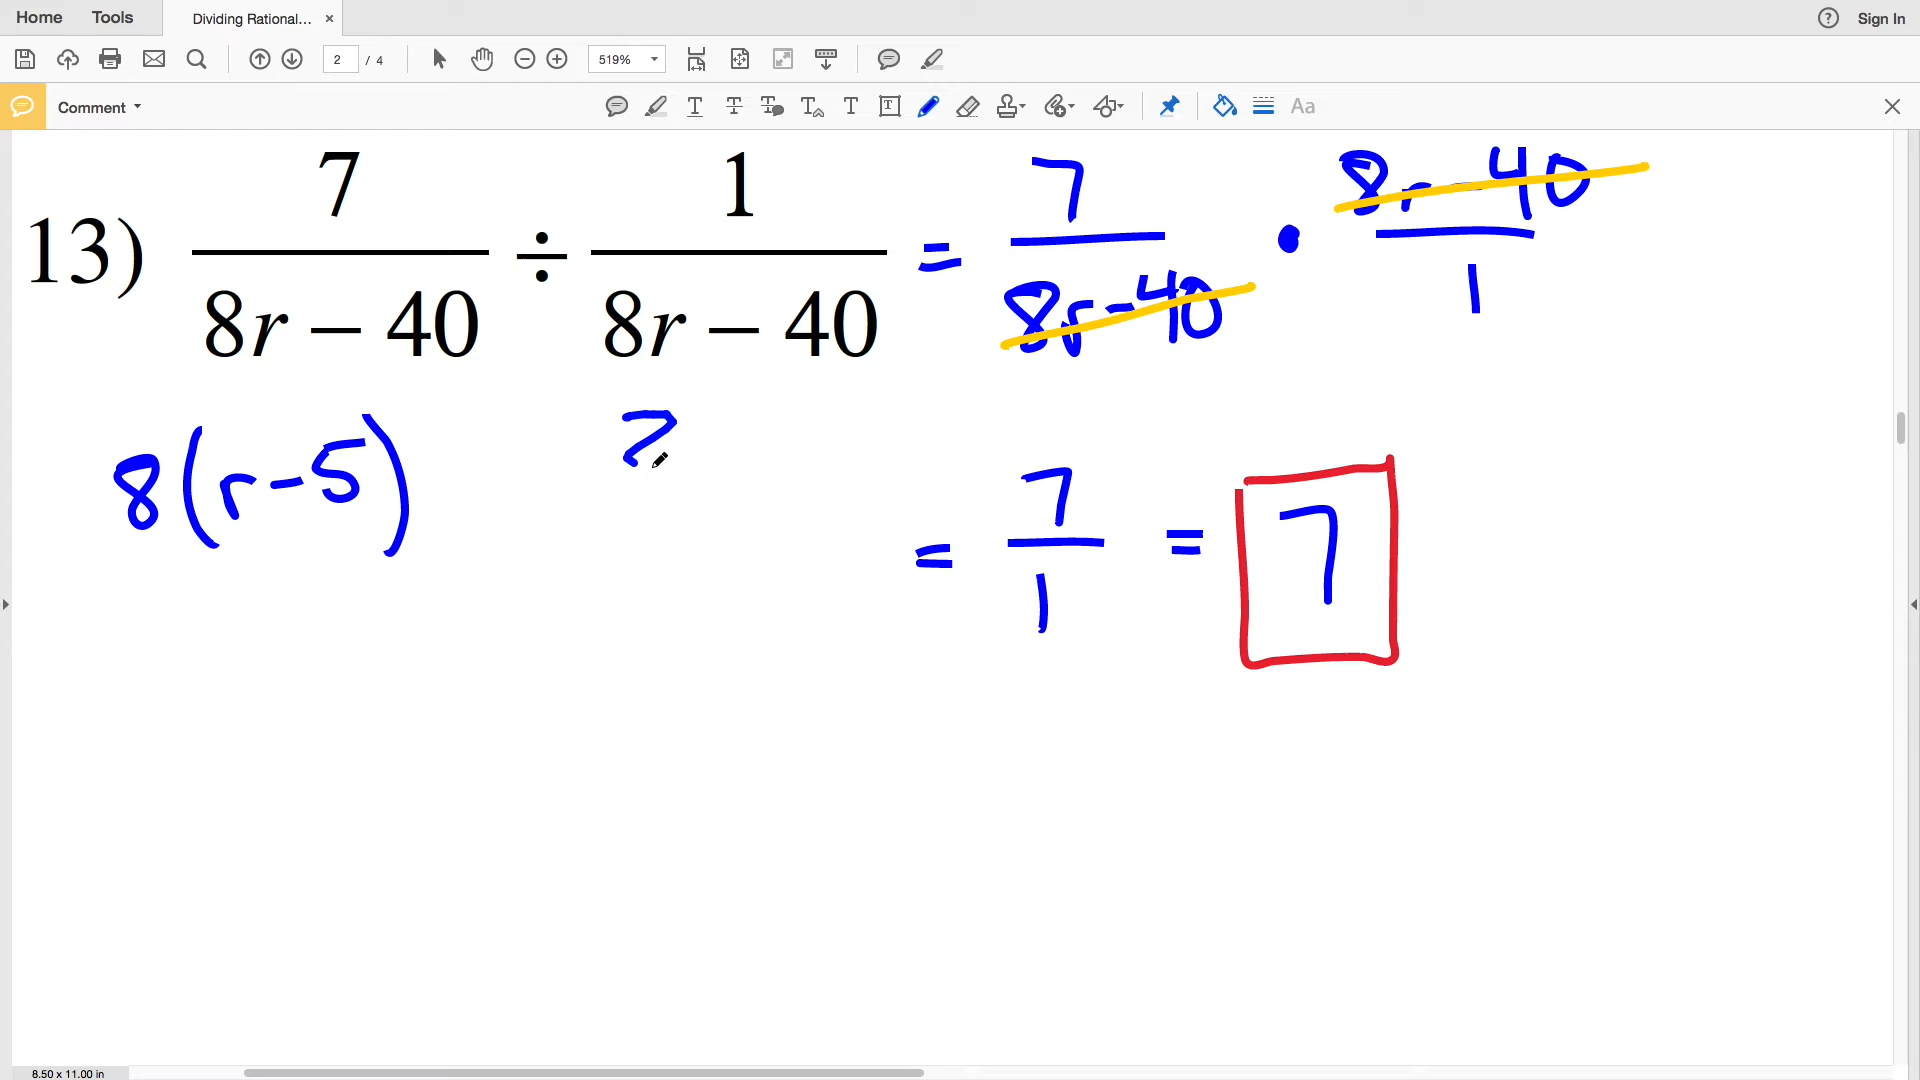 Home Tools Dividing Rational... × ? Sign In
2 / 4 519%
Comment T T T T T T Aa
13) 7/(8r − 40) ÷ 1/(8r − 40) = 7/(8r-40) • (8r-40)/1
8(r-5)
= 7/1 = 7
8.50 x 11.00 in